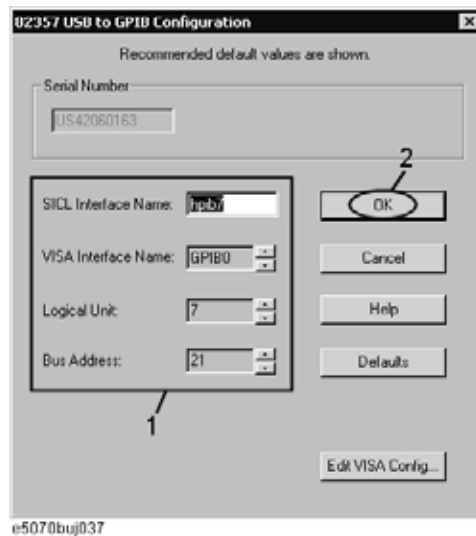 82357 USB to GPIB Configuration
Recommended default values are shown.
Serial Number
US42060163
2
SICL Interface Name: hpib7
OK
VISA Interface Name: GPIB0
Cancel
Logical Unit: 7
Help
Bus Address: 21
Defaults
1
Edit VISA Config...
e5070buj037